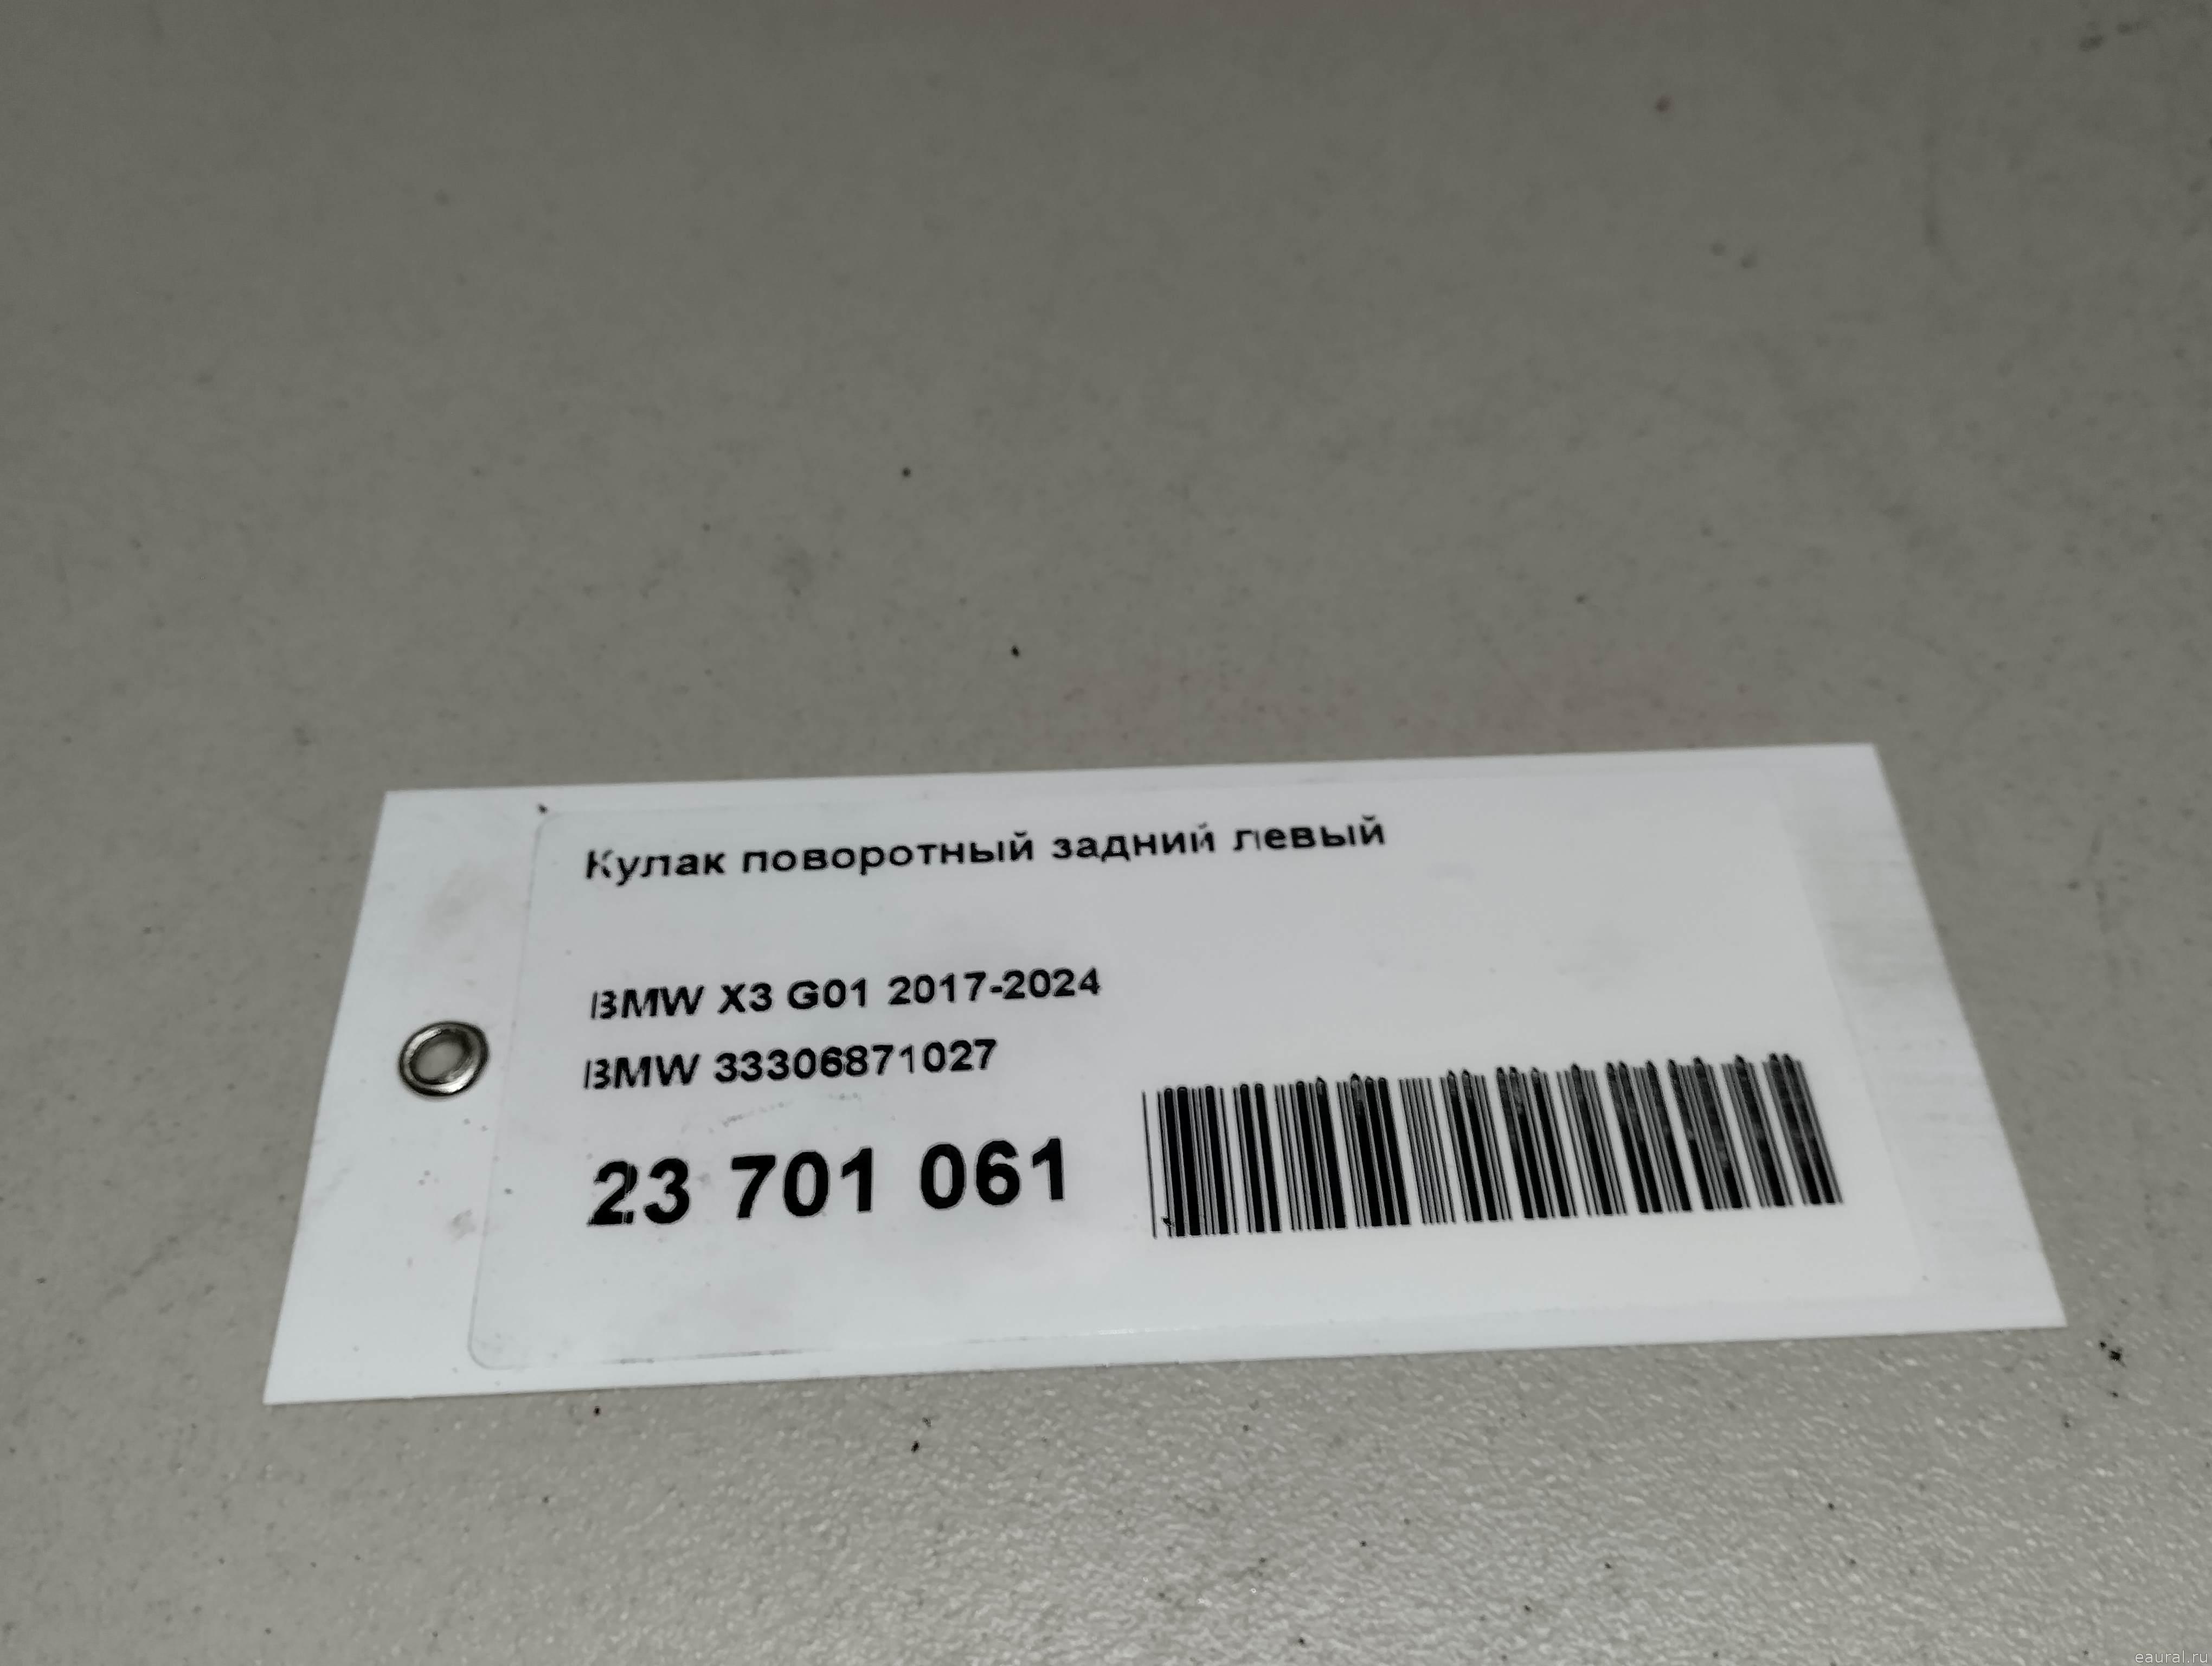 Кулак поворотный задний левый
BMW X3 G01 2017-2024
BMW 33306871027
23 701 061
eaural.ru